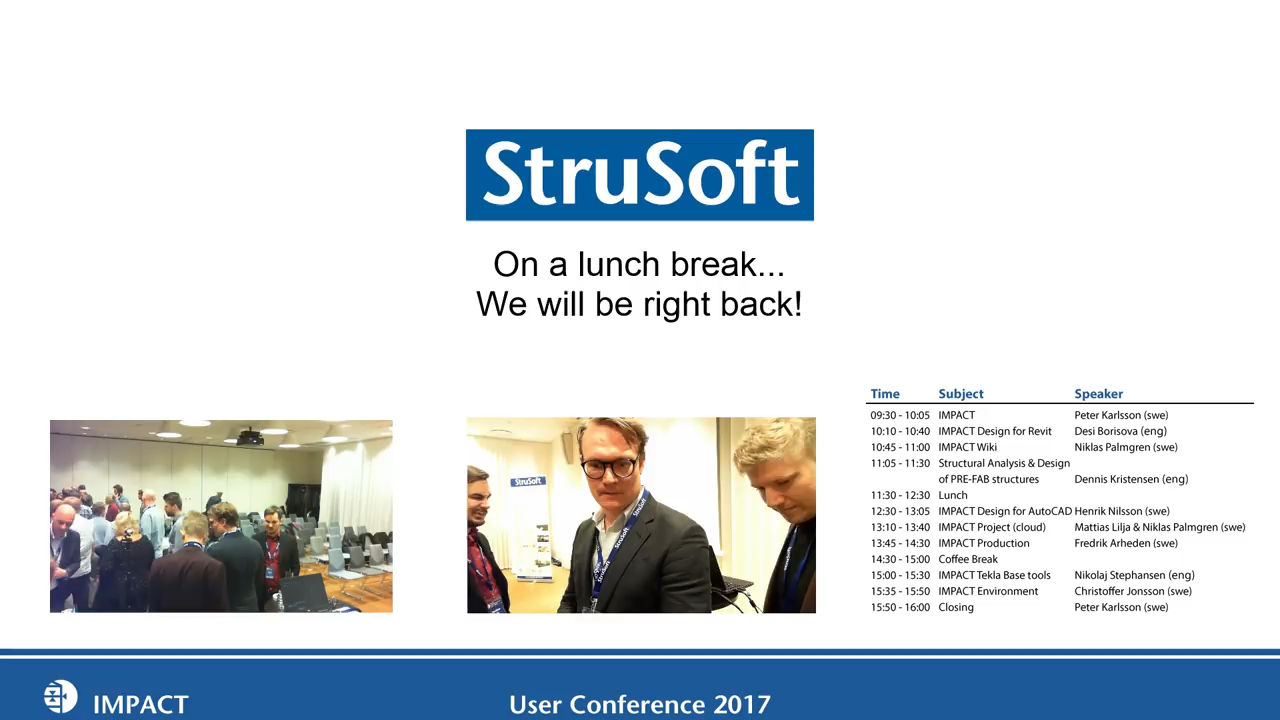 StruSoft
On a lunch break...
We will be right back!
Time Subject Speaker
09:30 - 10:05 IMPACT Peter Karlsson (swe)
10:10 - 10:40 IMPACT Design for Revit Desi Borisova (eng)
10:45 - 11:00 IMPACT Wiki Niklas Palmgren (swe)
11:05 - 11:30 Structural Analysis & Design
of PRE-FAB structures Dennis Kristensen (eng)
11:30 - 12:30 Lunch
12:30 - 13:05 IMPACT Design for AutoCAD Henrik Nilsson (swe)
13:10 - 13:40 IMPACT Project (cloud) Mattias Lilja & Niklas Palmgren (swe)
13:45 - 14:30 IMPACT Production Fredrik Arheden (swe)
14:30 - 15:00 Coffee Break
15:00 - 15:30 IMPACT Tekla Base tools Nikolaj Stephansen (eng)
15:35 - 15:50 IMPACT Environment Christoffer Jonsson (swe)
15:50 - 16:00 Closing Peter Karlsson (swe)
StruSoft
StruSoft
StruSoft
StruSoft
IMPACT
User Conference 2017